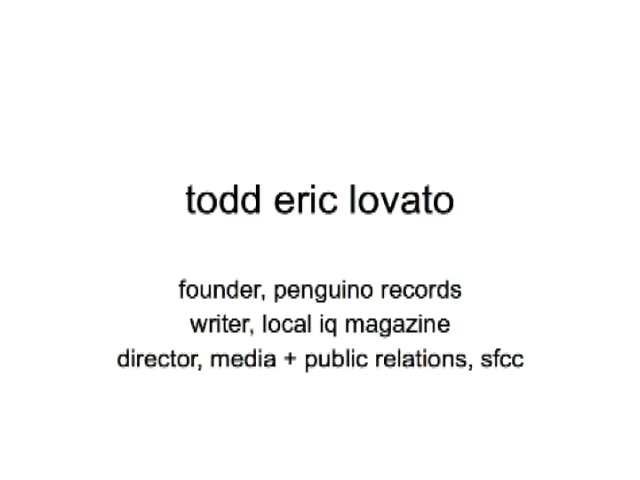 todd eric lovato
founder, penguino records
writer, local iq magazine
director, media + public relations, sfcc